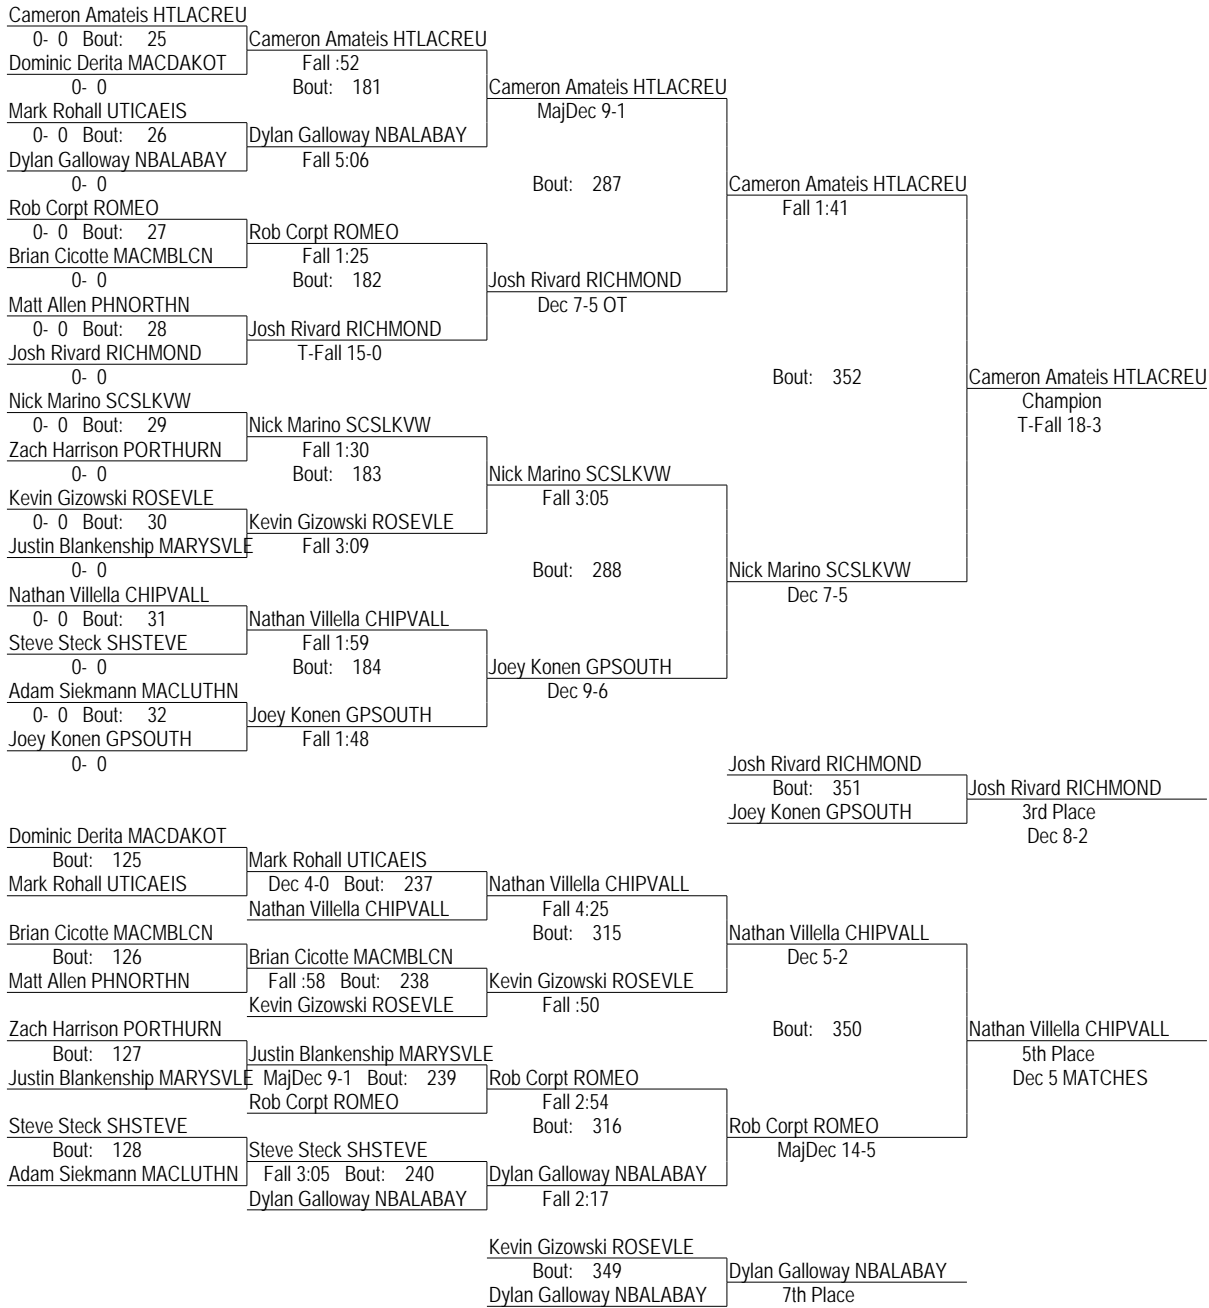 Cameron Amateis HTLACREU
0- 0 Bout: 25
Cameron Amateis HTLACREU
Dominic Derita MACDAKOT
Fall :52
0- 0
Bout: 181
Cameron Amateis HTLACREU
Mark Rohall UTICAEIS
MajDec 9-1
0- 0 Bout: 26
Dylan Galloway NBALABAY
Dylan Galloway NBALABAY
Fall 5:06
0- 0
Bout: 287
Cameron Amateis HTLACREU
Rob Corpt ROMEO
Fall 1:41
0- 0 Bout: 27
Rob Corpt ROMEO
Brian Cicotte MACMBLCN
Fall 1:25
0- 0
Bout: 182
Josh Rivard RICHMOND
Matt Allen PHNORTHN
Dec 7-5 OT
0- 0 Bout: 28
Josh Rivard RICHMOND
Josh Rivard RICHMOND
T-Fall 15-0
0- 0
Bout: 352
Cameron Amateis HTLACREU
Nick Marino SCSLKVW
Champion
0- 0 Bout: 29
Nick Marino SCSLKVW
T-Fall 18-3
Zach Harrison PORTHURN
Fall 1:30
0- 0
Bout: 183
Nick Marino SCSLKVW
Kevin Gizowski ROSEVLE
Fall 3:05
0- 0 Bout: 30
Kevin Gizowski ROSEVLE
Justin Blankenship MARYSVLE
Fall 3:09
0- 0
Bout: 288
Nick Marino SCSLKVW
Nathan Villella CHIPVALL
Dec 7-5
0- 0 Bout: 31
Nathan Villella CHIPVALL
Steve Steck SHSTEVE
Fall 1:59
0- 0
Bout: 184
Joey Konen GPSOUTH
Adam Siekmann MACLUTHN
Dec 9-6
0- 0 Bout: 32
Joey Konen GPSOUTH
Joey Konen GPSOUTH
Fall 1:48
0- 0
Josh Rivard RICHMOND
Bout: 351
Josh Rivard RICHMOND
Joey Konen GPSOUTH
3rd Place
Dec 8-2
Dominic Derita MACDAKOT
Bout: 125
Mark Rohall UTICAEIS
Mark Rohall UTICAEIS
Dec 4-0 Bout: 237
Nathan Villella CHIPVALL
Nathan Villella CHIPVALL
Fall 4:25
Brian Cicotte MACMBLCN
Bout: 315
Nathan Villella CHIPVALL
Bout: 126
Brian Cicotte MACMBLCN
Dec 5-2
Matt Allen PHNORTHN
Fall :58 Bout: 238
Kevin Gizowski ROSEVLE
Kevin Gizowski ROSEVLE
Fall :50
Zach Harrison PORTHURN
Bout: 350
Nathan Villella CHIPVALL
Bout: 127
Justin Blankenship MARYSVLE
5th Place
Justin Blankenship MARYSVLE
MajDec 9-1 Bout: 239
Rob Corpt ROMEO
Dec 5 MATCHES
Rob Corpt ROMEO
Fall 2:54
Steve Steck SHSTEVE
Bout: 316
Rob Corpt ROMEO
Bout: 128
Steve Steck SHSTEVE
MajDec 14-5
Adam Siekmann MACLUTHN
Fall 3:05 Bout: 240
Dylan Galloway NBALABAY
Dylan Galloway NBALABAY
Fall 2:17
Kevin Gizowski ROSEVLE
Bout: 349
Dylan Galloway NBALABAY
Dylan Galloway NBALABAY
7th Place